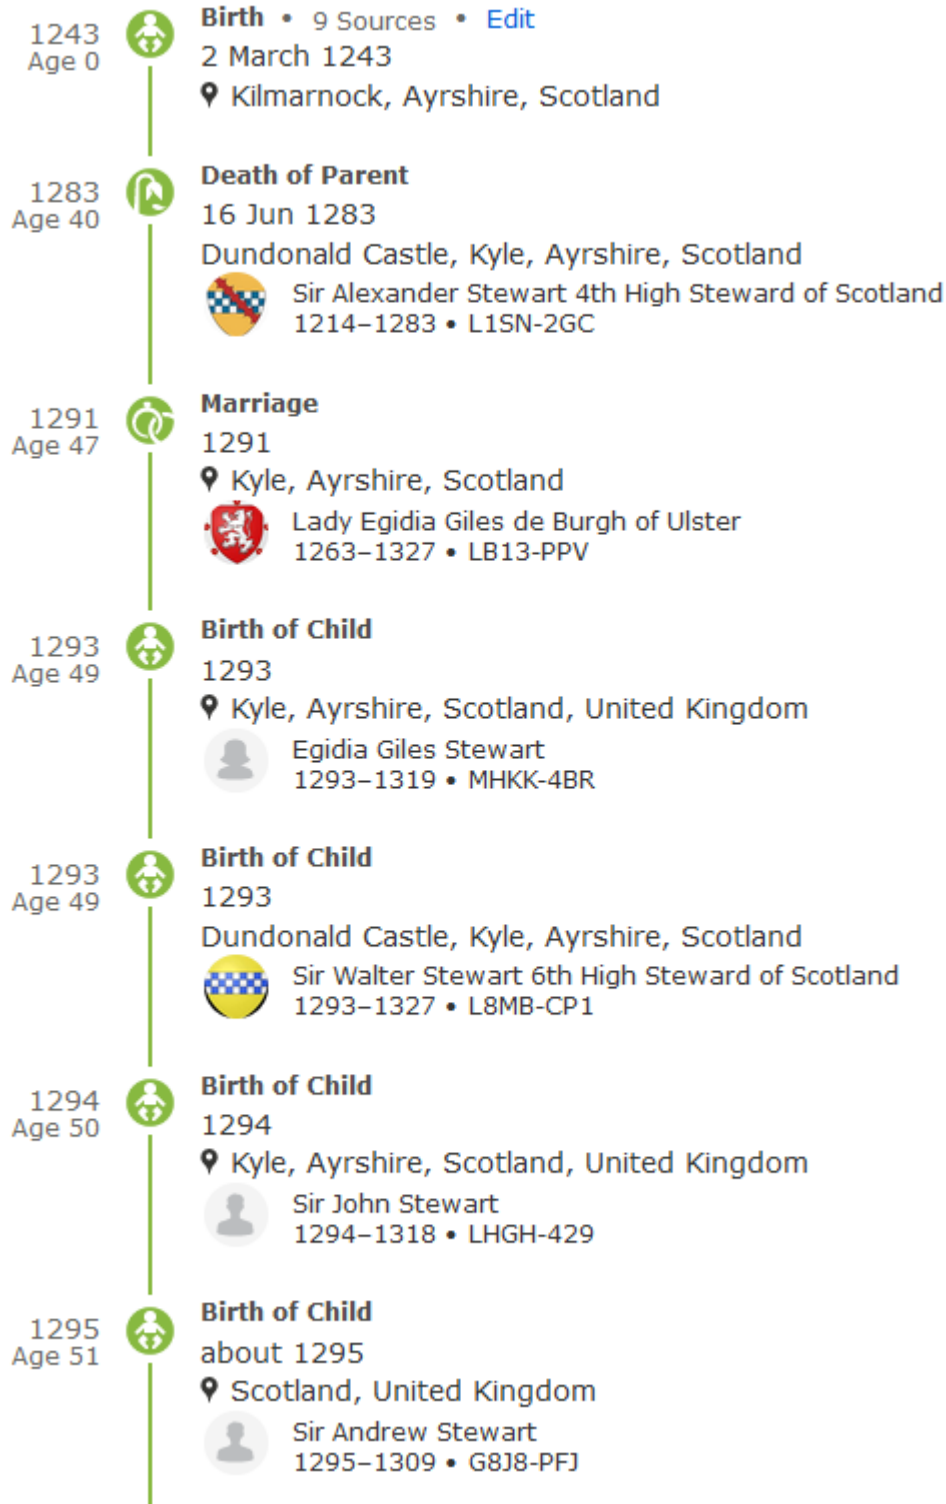 Birth • 9 Sources • Edit
1243
Age 0
2 March 1243
Kilmarnock, Ayrshire, Scotland
Death of Parent
1283
Age 40
16 Jun 1283
Dundonald Castle, Kyle, Ayrshire, Scotland
Sir Alexander Stewart 4th High Steward of Scotland
1214–1283 • L1SN-2GC
Marriage
1291
Age 47
1291
Kyle, Ayrshire, Scotland
Lady Egidia Giles de Burgh of Ulster
1263–1327 • LB13-PPV
Birth of Child
1293
Age 49
1293
Kyle, Ayrshire, Scotland, United Kingdom
Egidia Giles Stewart
1293–1319 • MHKK-4BR
Birth of Child
1293
Age 49
1293
Dundonald Castle, Kyle, Ayrshire, Scotland
Sir Walter Stewart 6th High Steward of Scotland
1293–1327 • L8MB-CP1
Birth of Child
1294
Age 50
1294
Kyle, Ayrshire, Scotland, United Kingdom
Sir John Stewart
1294–1318 • LHGH-429
Birth of Child
1295
Age 51
about 1295
Scotland, United Kingdom
Sir Andrew Stewart
1295–1309 • G8J8-PFJ